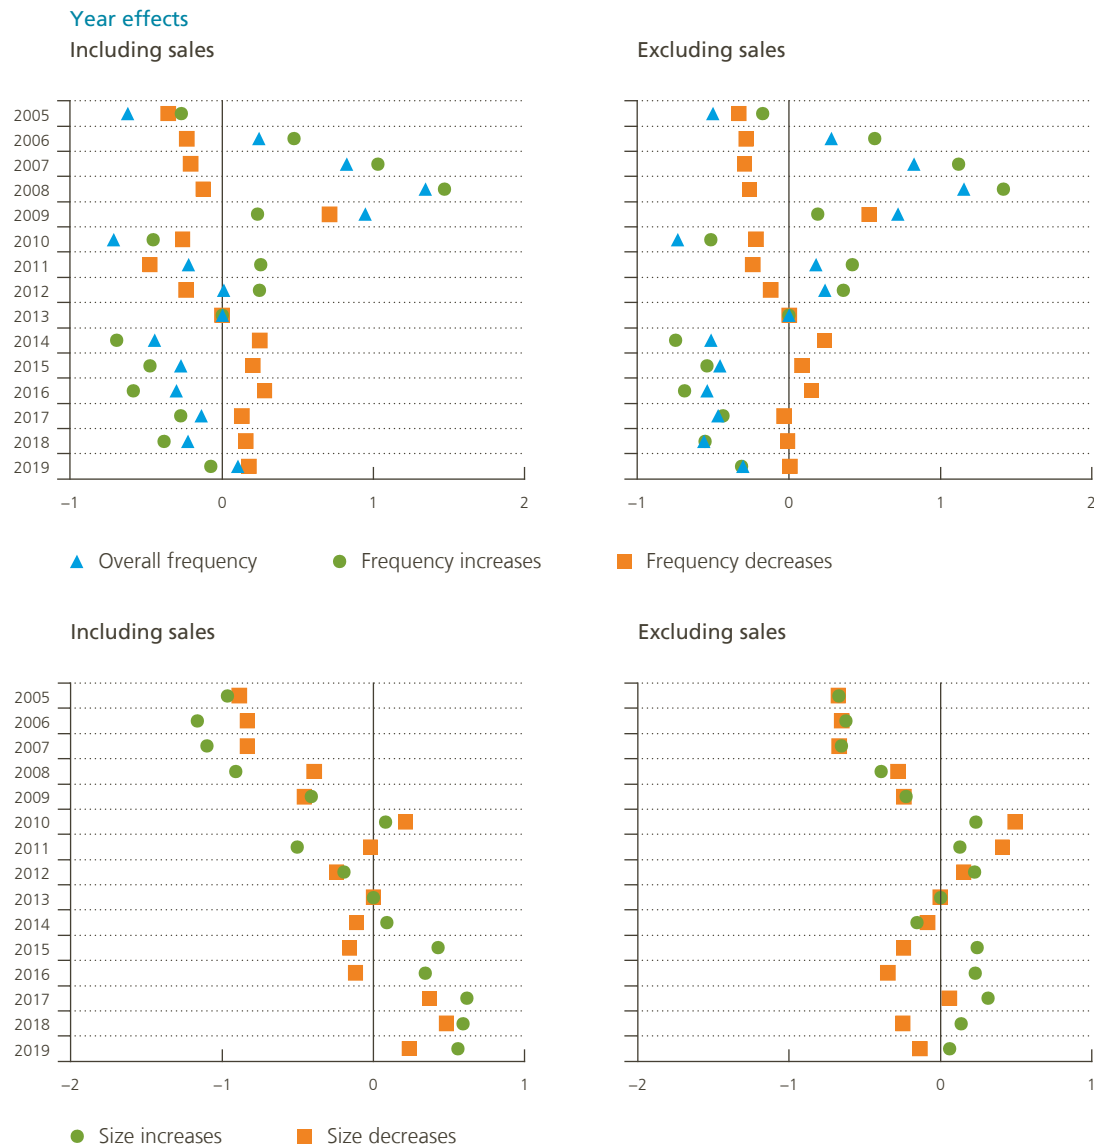 Year effects
Including sales
Excluding sales
2005
2006
2007
2008
2009
2010
2011
2012
2013
2014
2015
2016
2017
2018
2019
−1 0 1 2
−1 0 1 2
Overall frequency Frequency increases Frequency decreases
Including sales
Excluding sales
2005
2006
2007
2008
2009
2010
2011
2012
2013
2014
2015
2016
2017
2018
2019
−2 −1 0 1
−2 −1 0 1
Size increases Size decreases